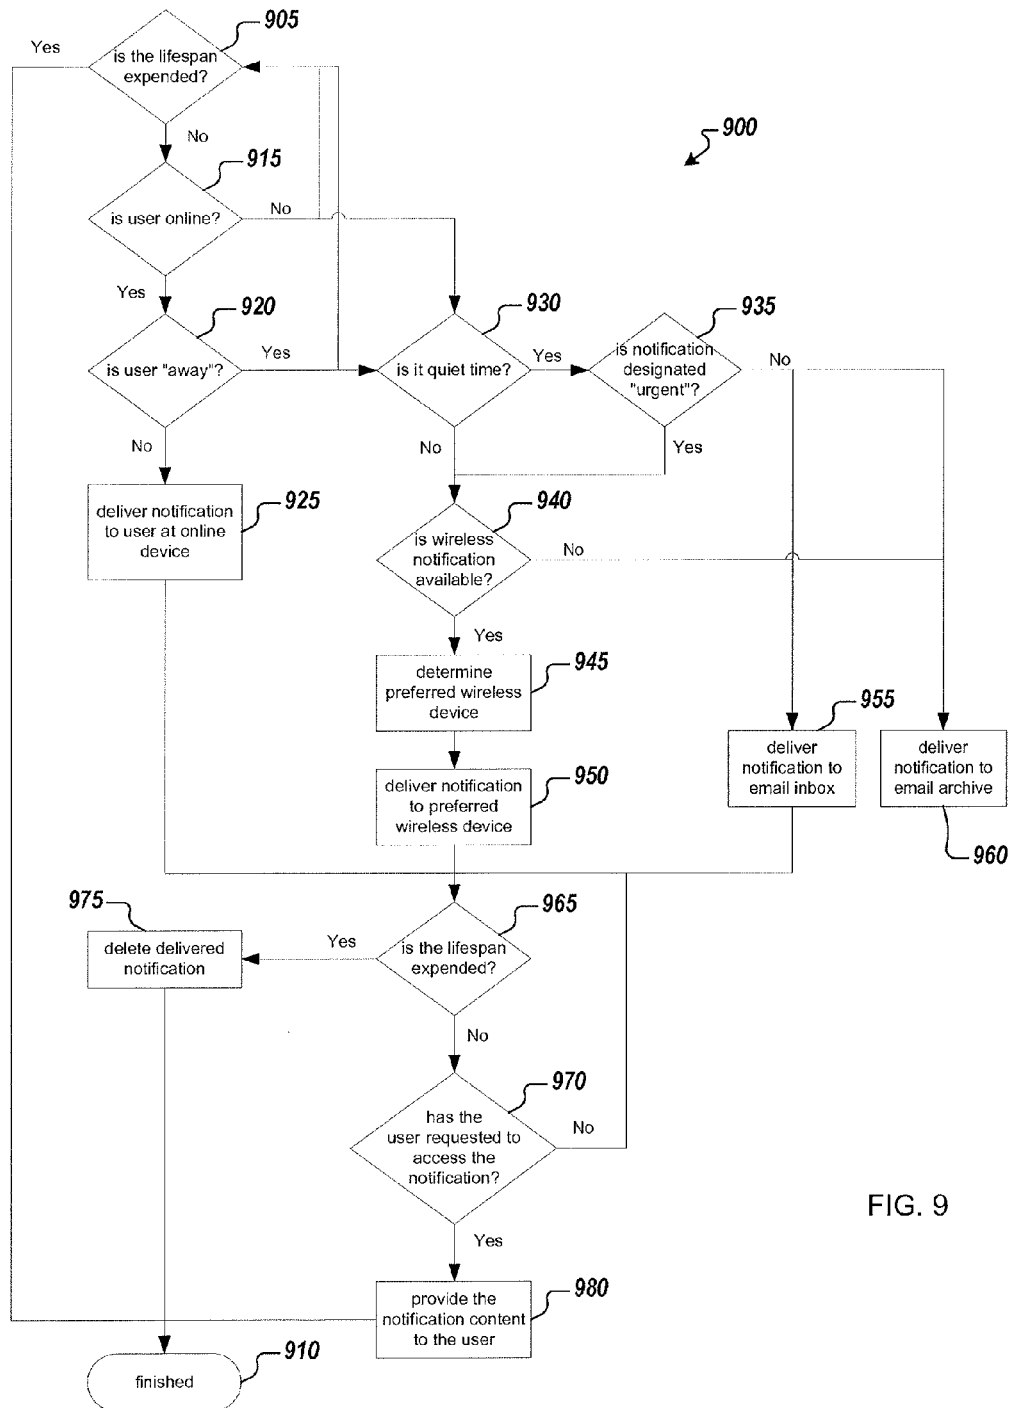 905
Yes
is the lifespan
expended?
No
900
915
is user online?
No
Yes
920
930
935
is user "away"?
Yes
is it quiet time?
Yes
is notification
designated
"urgent"?
No
No
No
Yes
925
deliver notification
to user at online
device
940
is wireless
notification
available?
No
Yes
945
determine
preferred wireless
device
955
deliver
notification to
email inbox
deliver
notification to
email archive
960
950
deliver notification
to preferred
wireless device
975
delete delivered
notification
Yes
965
is the lifespan
expended?
No
970
has the
user requested to
access the
notification?
No
Yes
FIG. 9
980
provide the
notification content
to the user
910
finished